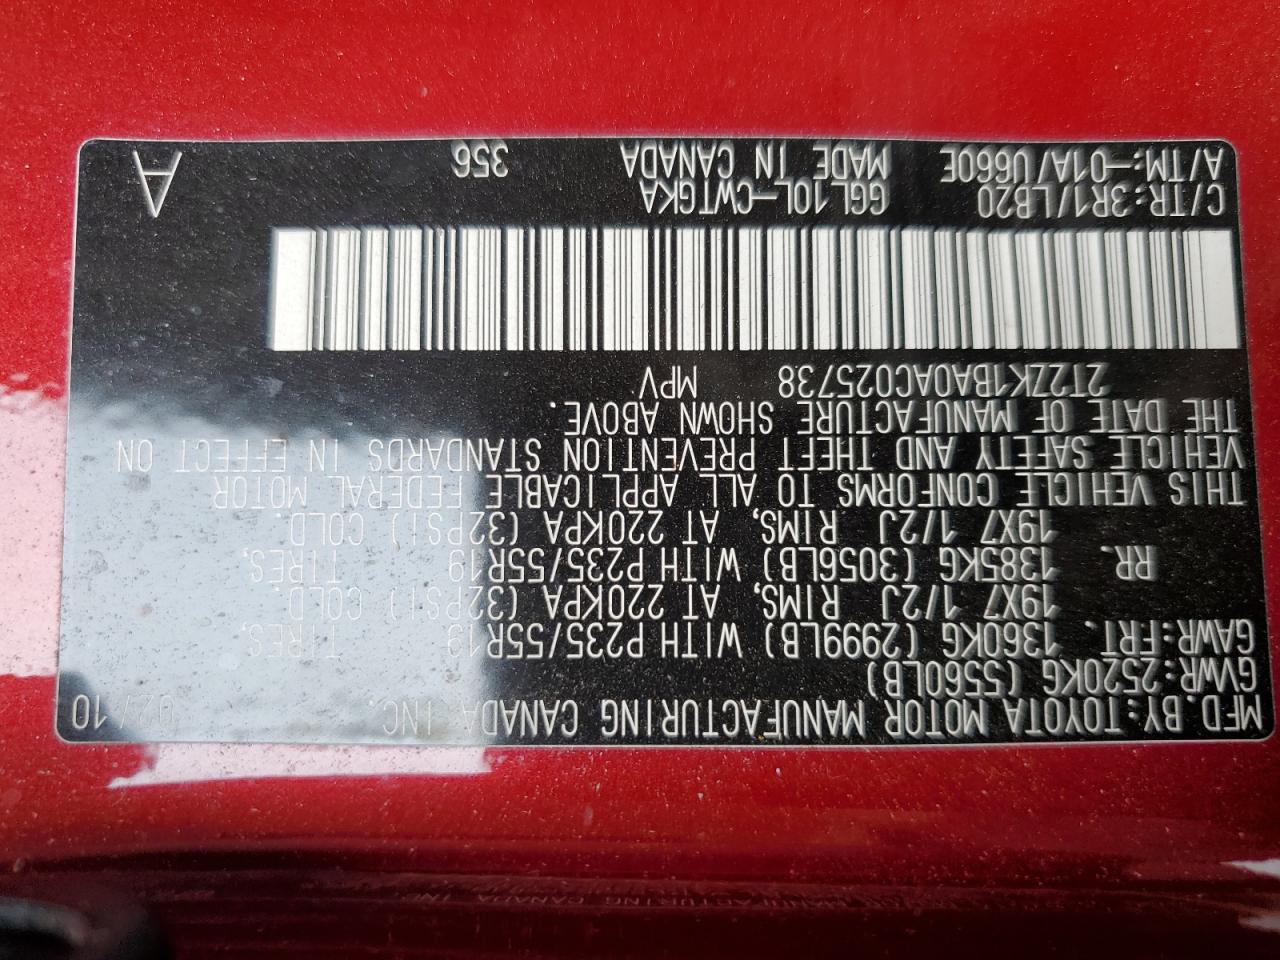 MFD.BY:TOYOTA MOTOR MANUFACTURING CANADA INC. 02/10
GVWR:2520KG (5560LB)
GAWR:FRT. 1360KG (2999LB) WITH P235/55R19 TIRES,
19X7 1/2J RIMS, AT 220KPA (32PSI) COLD.
RR. 1385KG (3056LB) WITH P235/55R19 TIRES,
19X7 1/2J RIMS, AT 220KPA (32PSI) COLD.
THIS VEHICLE CONFORMS TO ALL APPLICABLE FEDERAL MOTOR
VEHICLE SAFETY AND THEFT PREVENTION STANDARDS IN EFFECT ON
THE DATE OF MANUFACTURE SHOWN ABOVE.
2T2ZK1BA0AC025738 MPV
C/TR:3R1/LB20 GGL10L-CWTGKA A
A/TM:-01A/U660E MADE IN CANADA 356